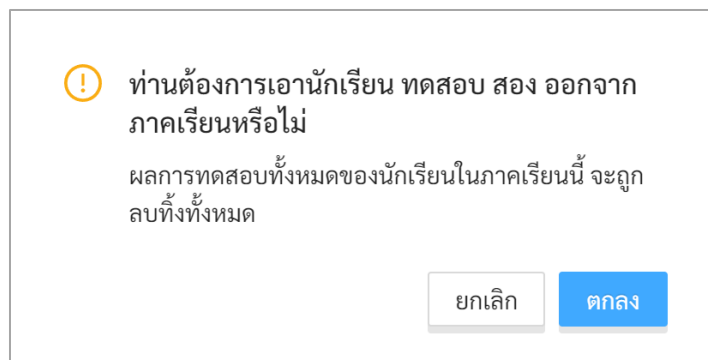 ท่านต้องการเอานักเรียน ทดสอบ สอง ออกจาก
ภาคเรียนหรือไม่
ผลการทดสอบทั้งหมดของนักเรียนในภาคเรียนนี้ จะถูก
ลบทิ้งทั้งหมด
ยกเลิก
ตกลง